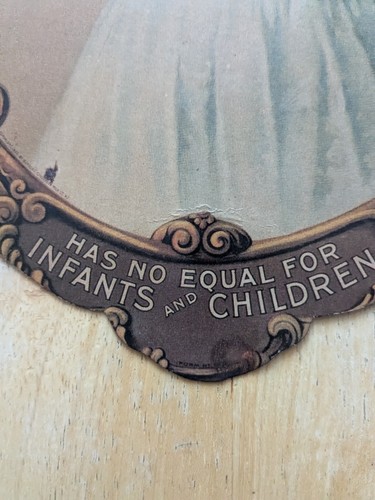 HAS NO EQUAL FOR
INFANTS AND CHILDREN